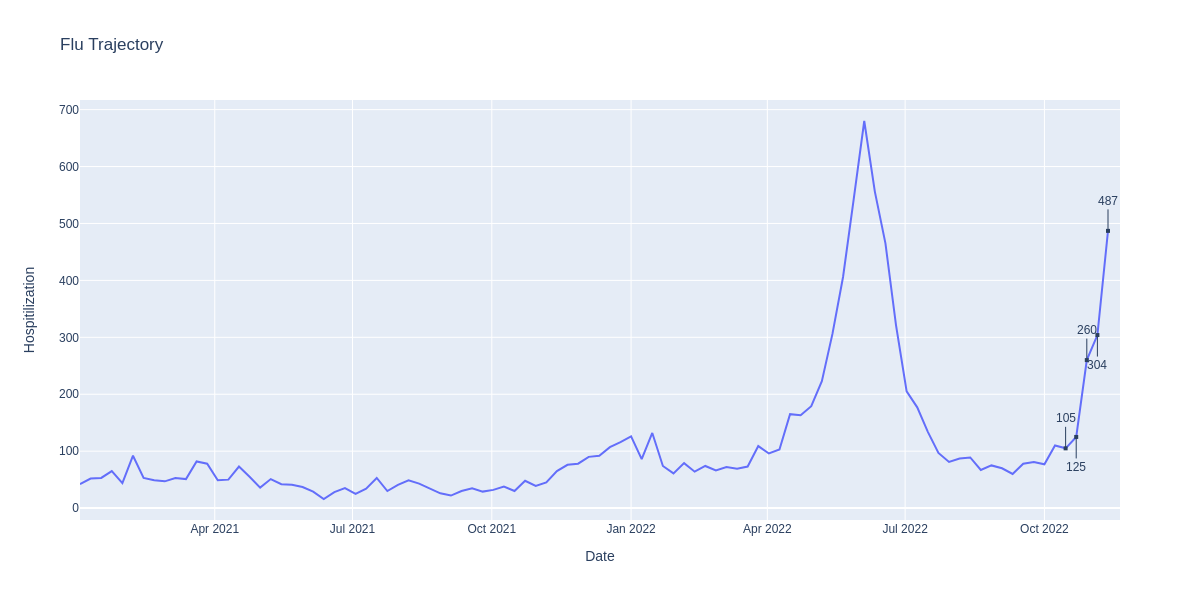 Flu Trajectory
700
600
500
400
300
200
100
0
Hospitilization
487
260
304
105
125
Apr 2021
Jul 2021
Oct 2021
Jan 2022
Apr 2022
Jul 2022
Oct 2022
Date